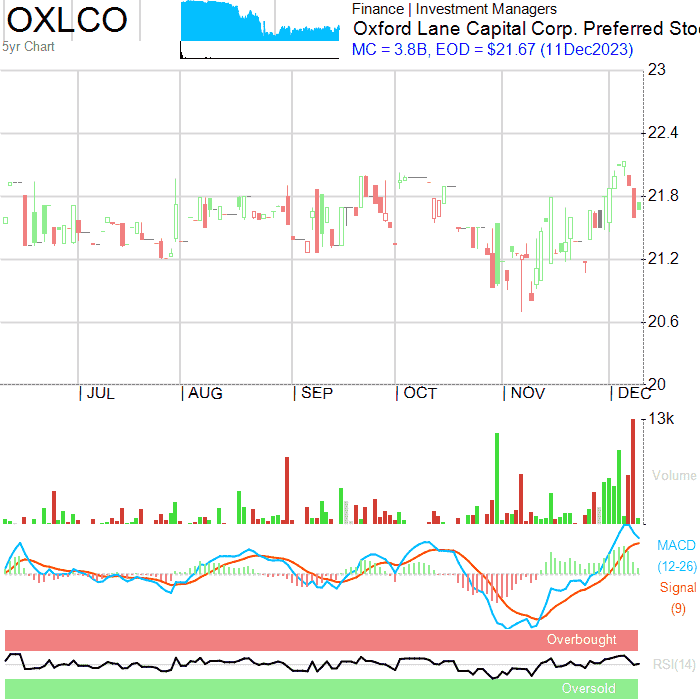 OXLCO
5yr Chart
Finance | Investment Managers
Oxford Lane Capital Corp. Preferred Sto
MC = 3.8B, EOD = $21.67 (11Dec2023)
23
22.4
21.8
21.2
20.6
20
| JUL | AUG | SEP | OCT | NOV | DEC
13k
Volume
MACD
(12-26)
Signal
(9)
Overbought
RSI(14)
Oversold